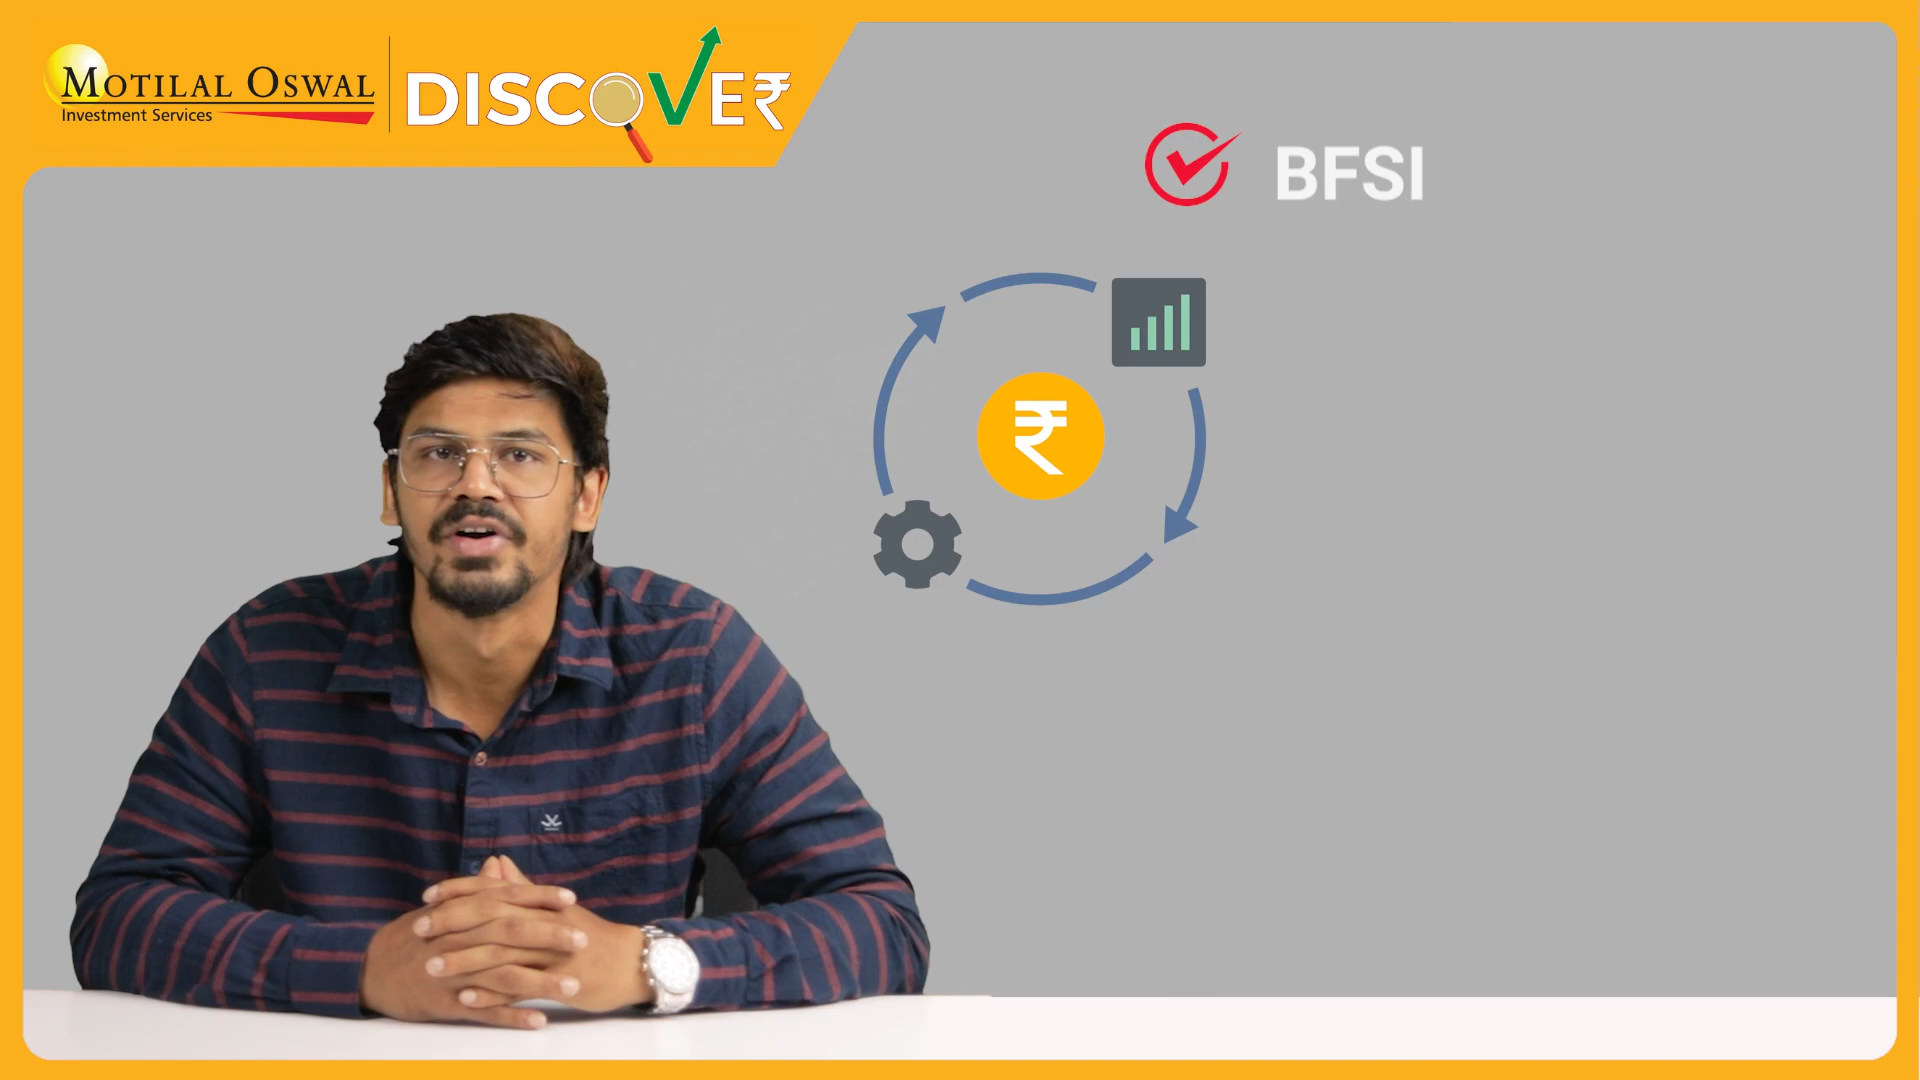 MOTILAL OSWAL
Investment Services
DISCOVE₹
BFSI
₹